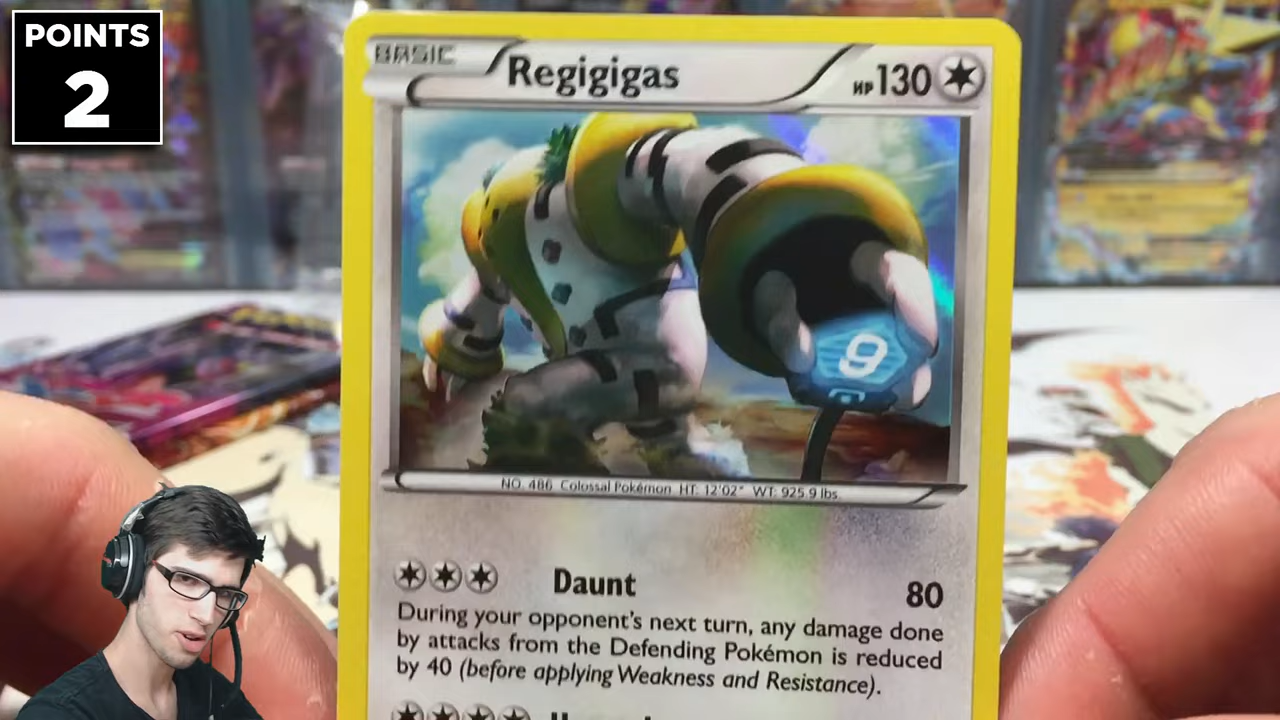 POINTS
2
BASIC
Regigigas
HP130
9
NO. 486 Colossal Pokémon HT: 12'02" WT: 925.9 lbs.
Daunt 80
During your opponent's next turn, any damage done
by attacks from the Defending Pokémon is reduced
by 40 (before applying Weakness and Resistance).